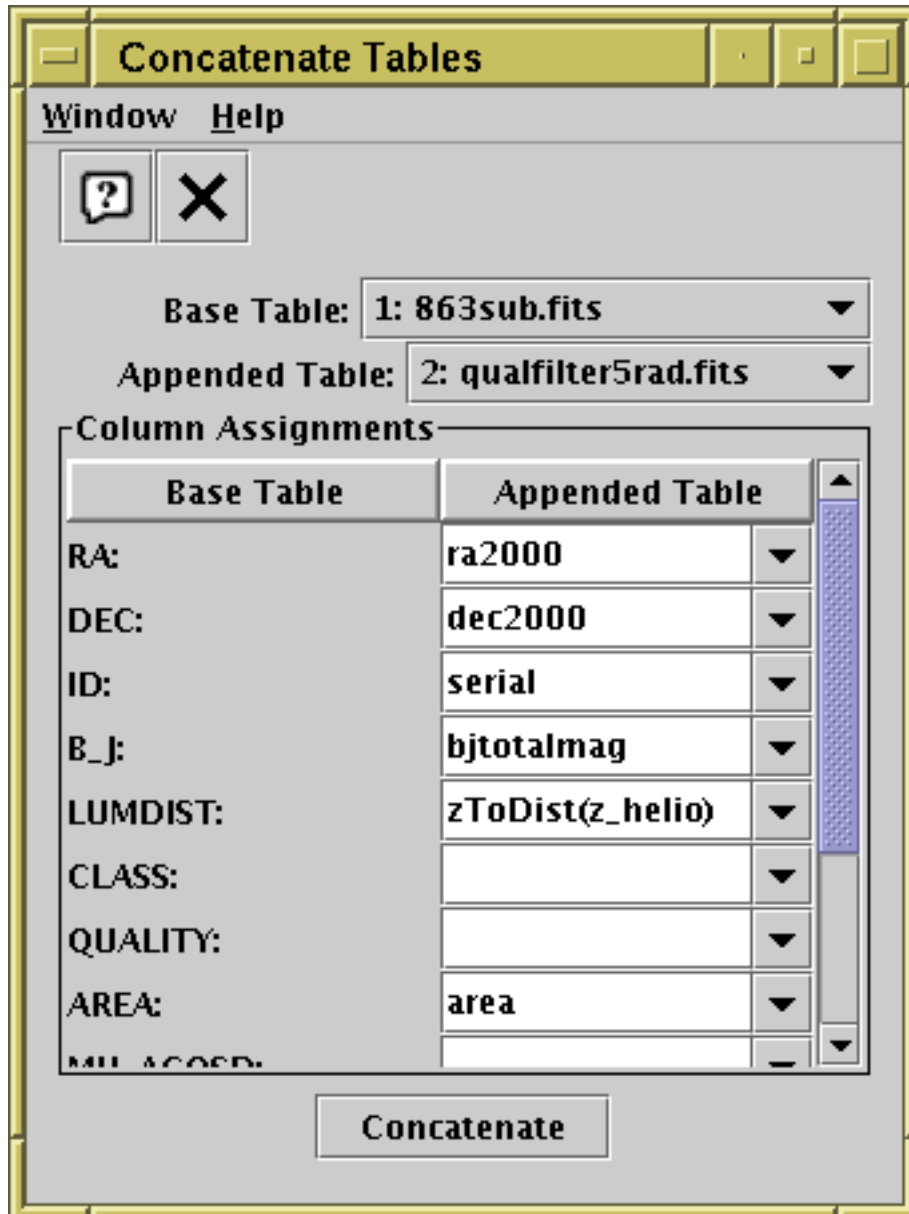 Concatenate Tables
Window Help
Base Table: 1: 863sub.fits
Appended Table: 2: qualfilter5rad.fits
Column Assignments
Base Table Appended Table
RA: ra2000
DEC: dec2000
ID: serial
B_J: bjtotalmag
LUMDIST: zToDist(z_helio)
CLASS:
QUALITY:
AREA: area
Concatenate